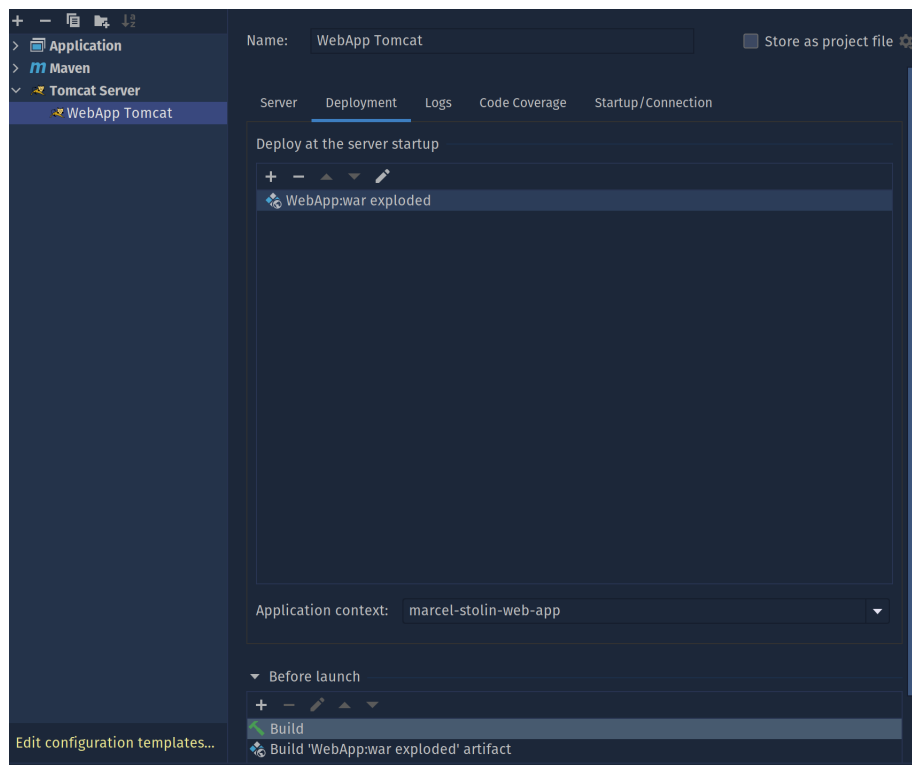 Application
Maven
Tomcat Server
WebApp Tomcat
Edit configuration templates...
Name: WebApp Tomcat
Store as project file
Server Deployment Logs Code Coverage Startup/Connection
Deploy at the server startup
WebApp:war exploded
Application context: marcel-stolin-web-app
Before launch
Build
Build 'WebApp:war exploded' artifact